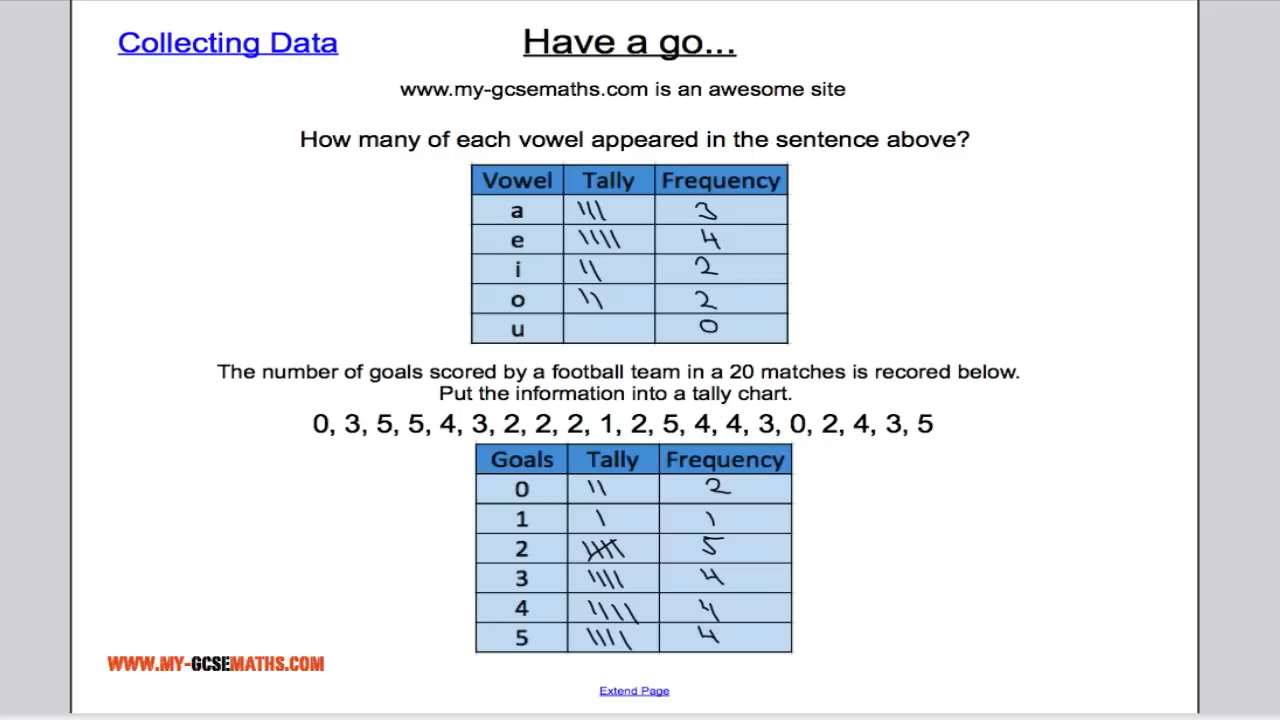 Collecting Data
Have a go...
www.my-gcsemaths.com is an awesome site
How many of each vowel appeared in the sentence above?
Vowel Tally Frequency
a ||| 3
e |||| 4
i || 2
o || 2
u 0
The number of goals scored by a football team in a 20 matches is recored below.
Put the information into a tally chart.
0, 3, 5, 5, 4, 3, 2, 2, 2, 1, 2, 5, 4, 4, 3, 0, 2, 4, 3, 5
Goals Tally Frequency
0 || 2
1 | 1
2 |||| 5
3 |||| 4
4 |||| 4
5 |||| 4
WWW.MY-GCSEMATHS.COM
Extend Page